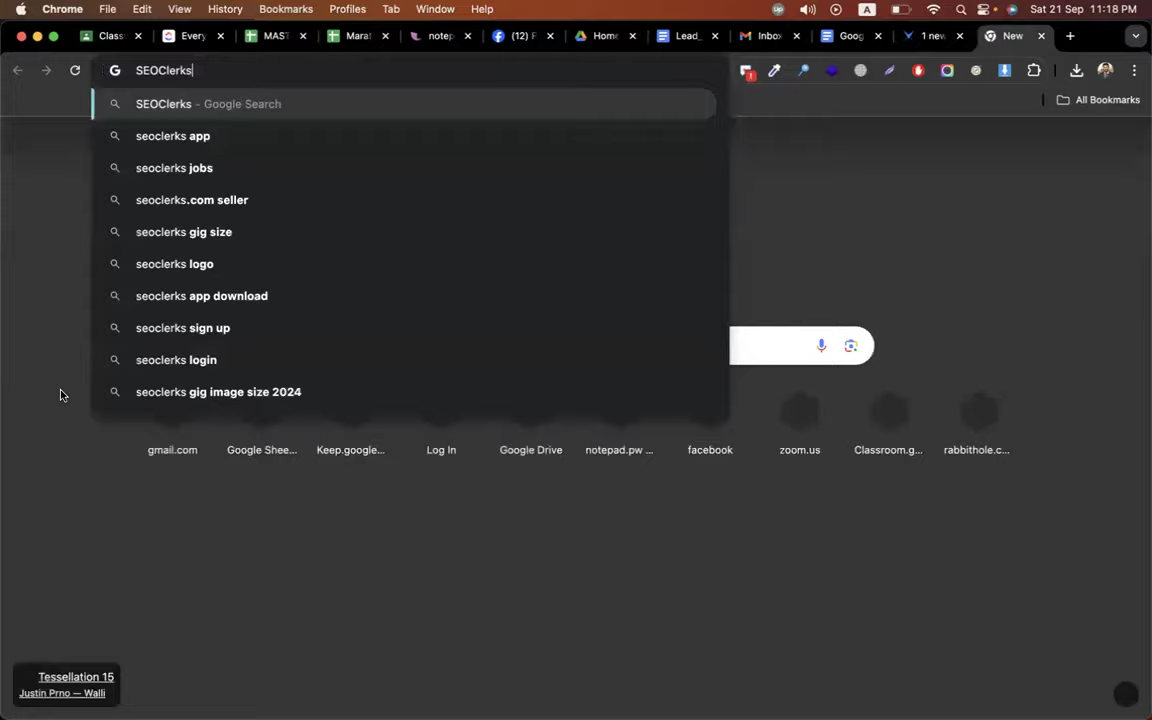 Chrome File Edit View History Bookmarks Profiles Tab Window Help A Sat 21 Sep 11:18 PM
Class Every MAST Marat notep (12) F Home Lead_ Inbo Goog 1 new New
SEOClerks
SEOClerks – Google Search
All Bookmarks
seoclerks app
seoclerks jobs
seoclerks.com seller
seoclerks gig size
seoclerks logo
seoclerks app download
seoclerks sign up
seoclerks login
seoclerks gig image size 2024
gmail.com Google Shee... Keep.google... Log In Google Drive notepad.pw ... facebook zoom.us Classroom.g... rabbithole.c...
Tessellation 15
Justin Prno — Walli